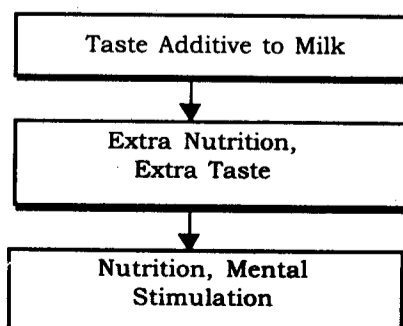 Taste Additive to Milk
Extra Nutrition,
Extra Taste
Nutrition, Mental
Stimulation